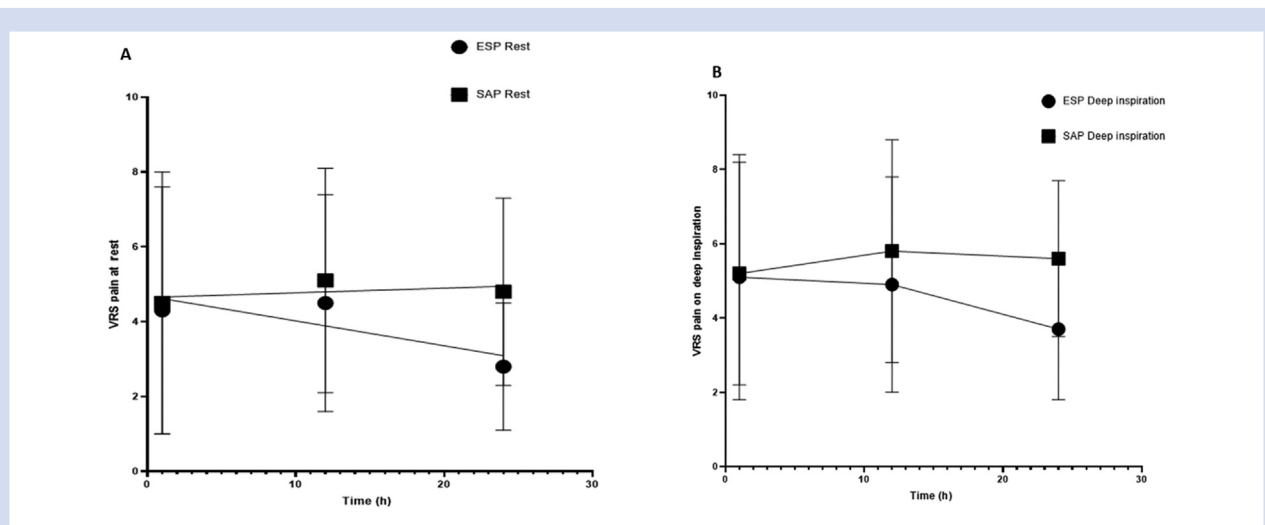 A
ESP Rest
SAP Rest
VRS pain at rest
10
8
6
4
2
0
0 10 20 30
Time (h)
B
ESP Deep inspiration
SAP Deep inspiration
VRS pain on deep inspiration
10
8
6
4
2
0
0 10 20 30
Time (h)